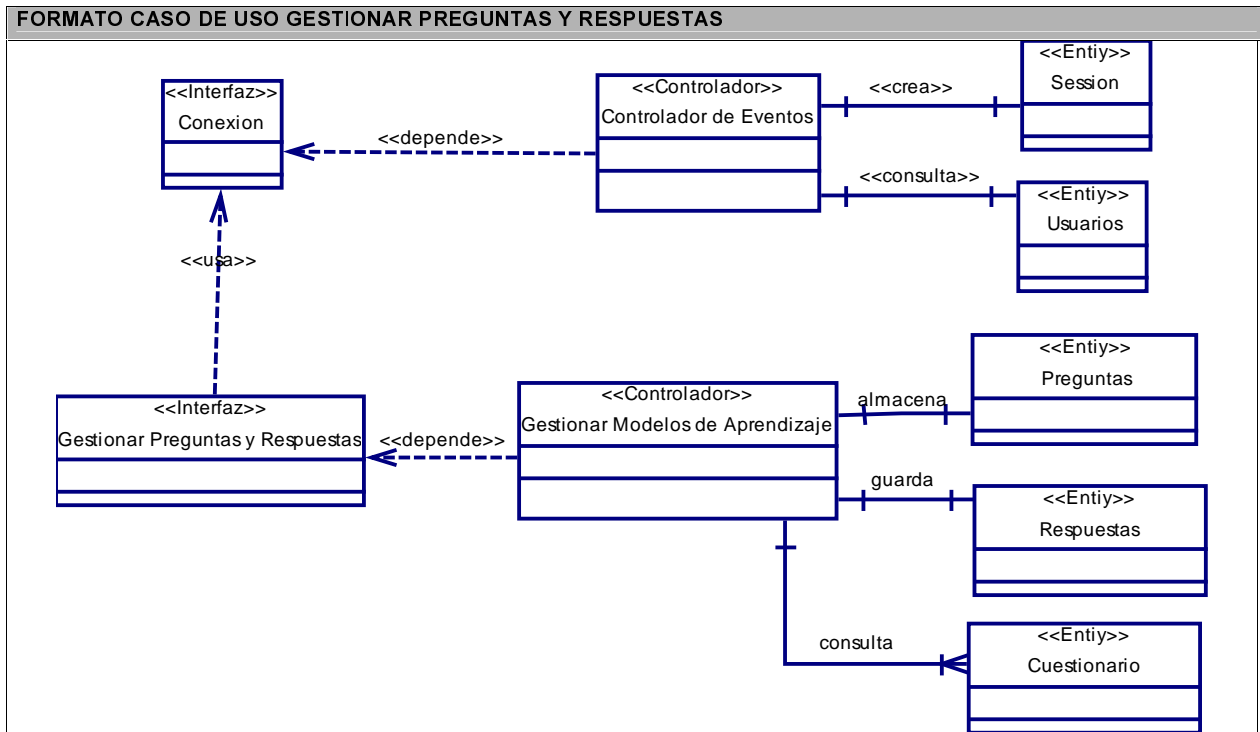 FORMATO CASO DE USO GESTIONAR PREGUNTAS Y RESPUESTAS
<<Interfaz>>
Conexion
<<depende>>
<<Controlador>>
Controlador de Eventos
<<crea>>
<<Entiy>>
Session
<<consulta>>
<<Entiy>>
Usuarios
<<usa>>
<<Interfaz>>
Gestionar Preguntas y Respuestas
<<depende>>
<<Controlador>>
Gestionar Modelos de Aprendizaje
almacena
<<Entiy>>
Preguntas
guarda
<<Entiy>>
Respuestas
consulta
<<Entiy>>
Cuestionario